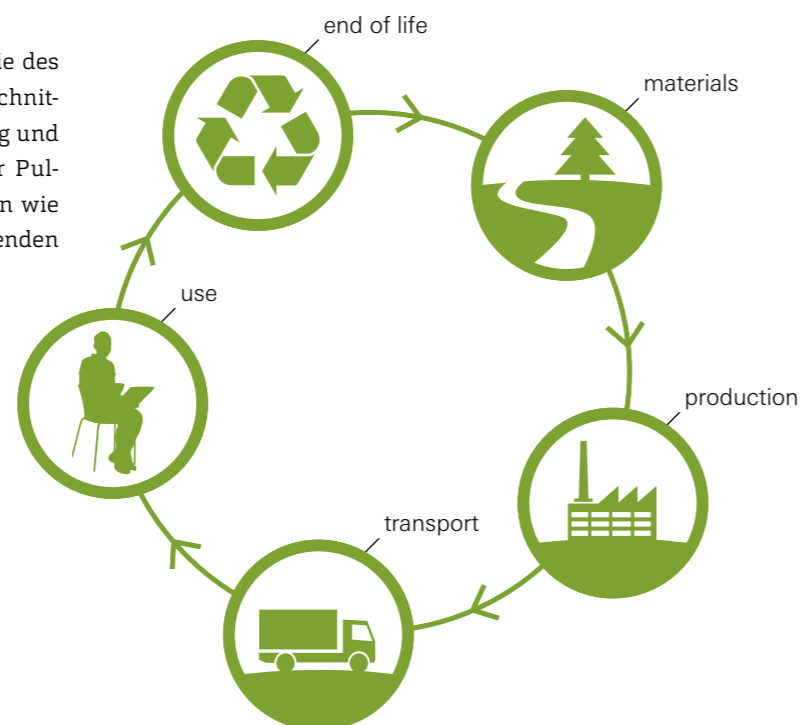 ie des
chnit-
g und
r Pul-
n wie
enden
end of life
materials
use
production
transport